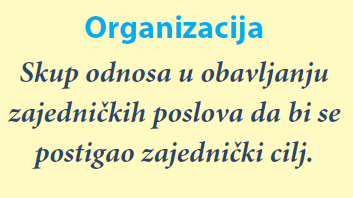 Organizacija
Skup odnosa u obavljanju
zajedničkih poslova da bi se
postigao zajednički cilj.